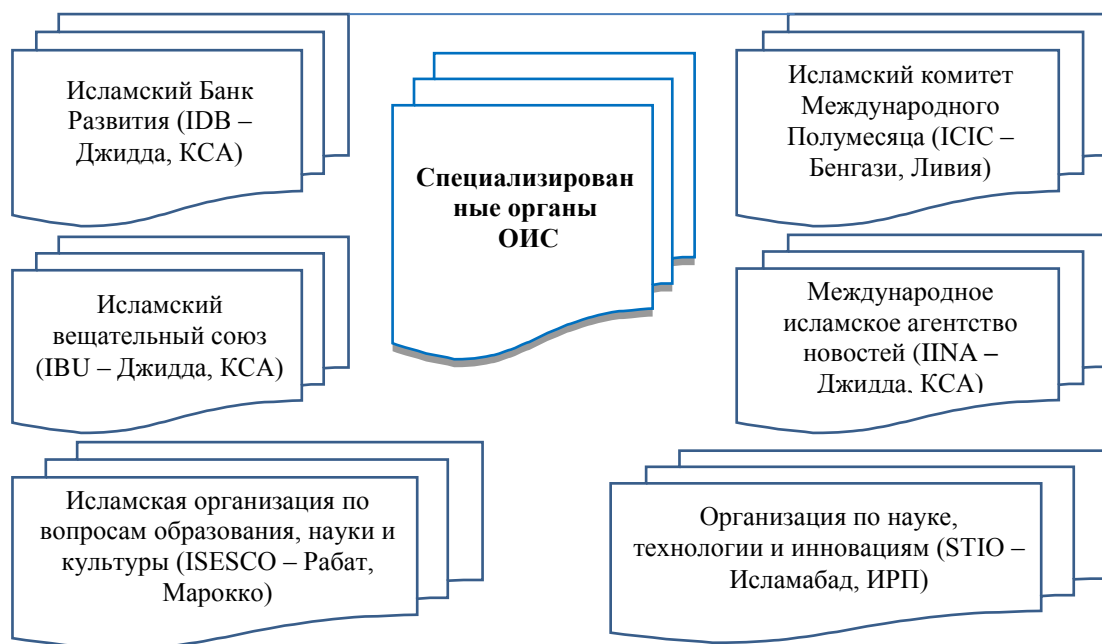 Исламский Банк
Развития (IDB –
Джидда, КСА)
Специализирован
ные органы
ОИС
Исламский комитет
Международного
Полумесяца (ICIC –
Бенгази, Ливия)
Исламский
вещательный союз
(IBU – Джидда, КСА)
Международное
исламское агентство
новостей (IINA –
Джидда, КСА)
Исламская организация по
вопросам образования, науки и
культуры (ISESCO – Рабат,
Марокко)
Организация по науке,
технологии и инновациям (STIO –
Исламабад, ИРП)